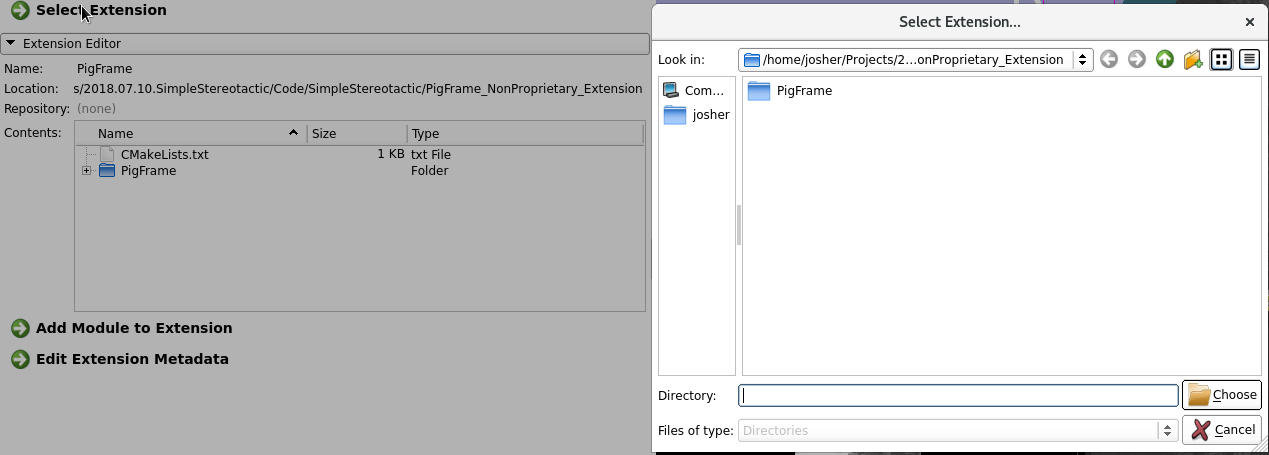 Select Extension
Extension Editor
Name: PigFrame
Location: s/2018.07.10.SimpleStereotactic/Code/SimpleStereotactic/PigFrame_NonProprietary_Extension
Repository: (none)
Contents: Name Size Type
CMakeLists.txt 1 KB txt File
PigFrame Folder
Add Module to Extension
Edit Extension Metadata
Select Extension...
Look in: /home/josher/Projects/2...onProprietary_Extension
Com...
josher
PigFrame
Directory: Choose
Files of type: Directories Cancel